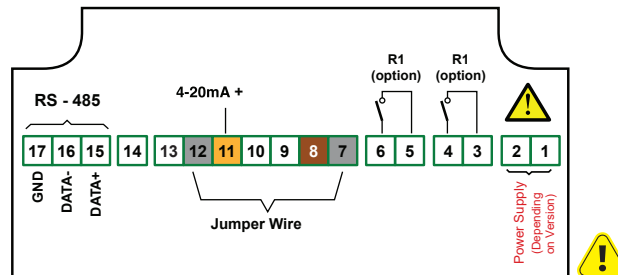 R1
(option)
R1
(option)
RS - 485
4-20mA +
17 16 15 14 13 12 11 10 9 8 7 6 5 4 3 2 1
GND
DATA-
DATA+
Jumper Wire
Power Supply
(Depending
on Version)